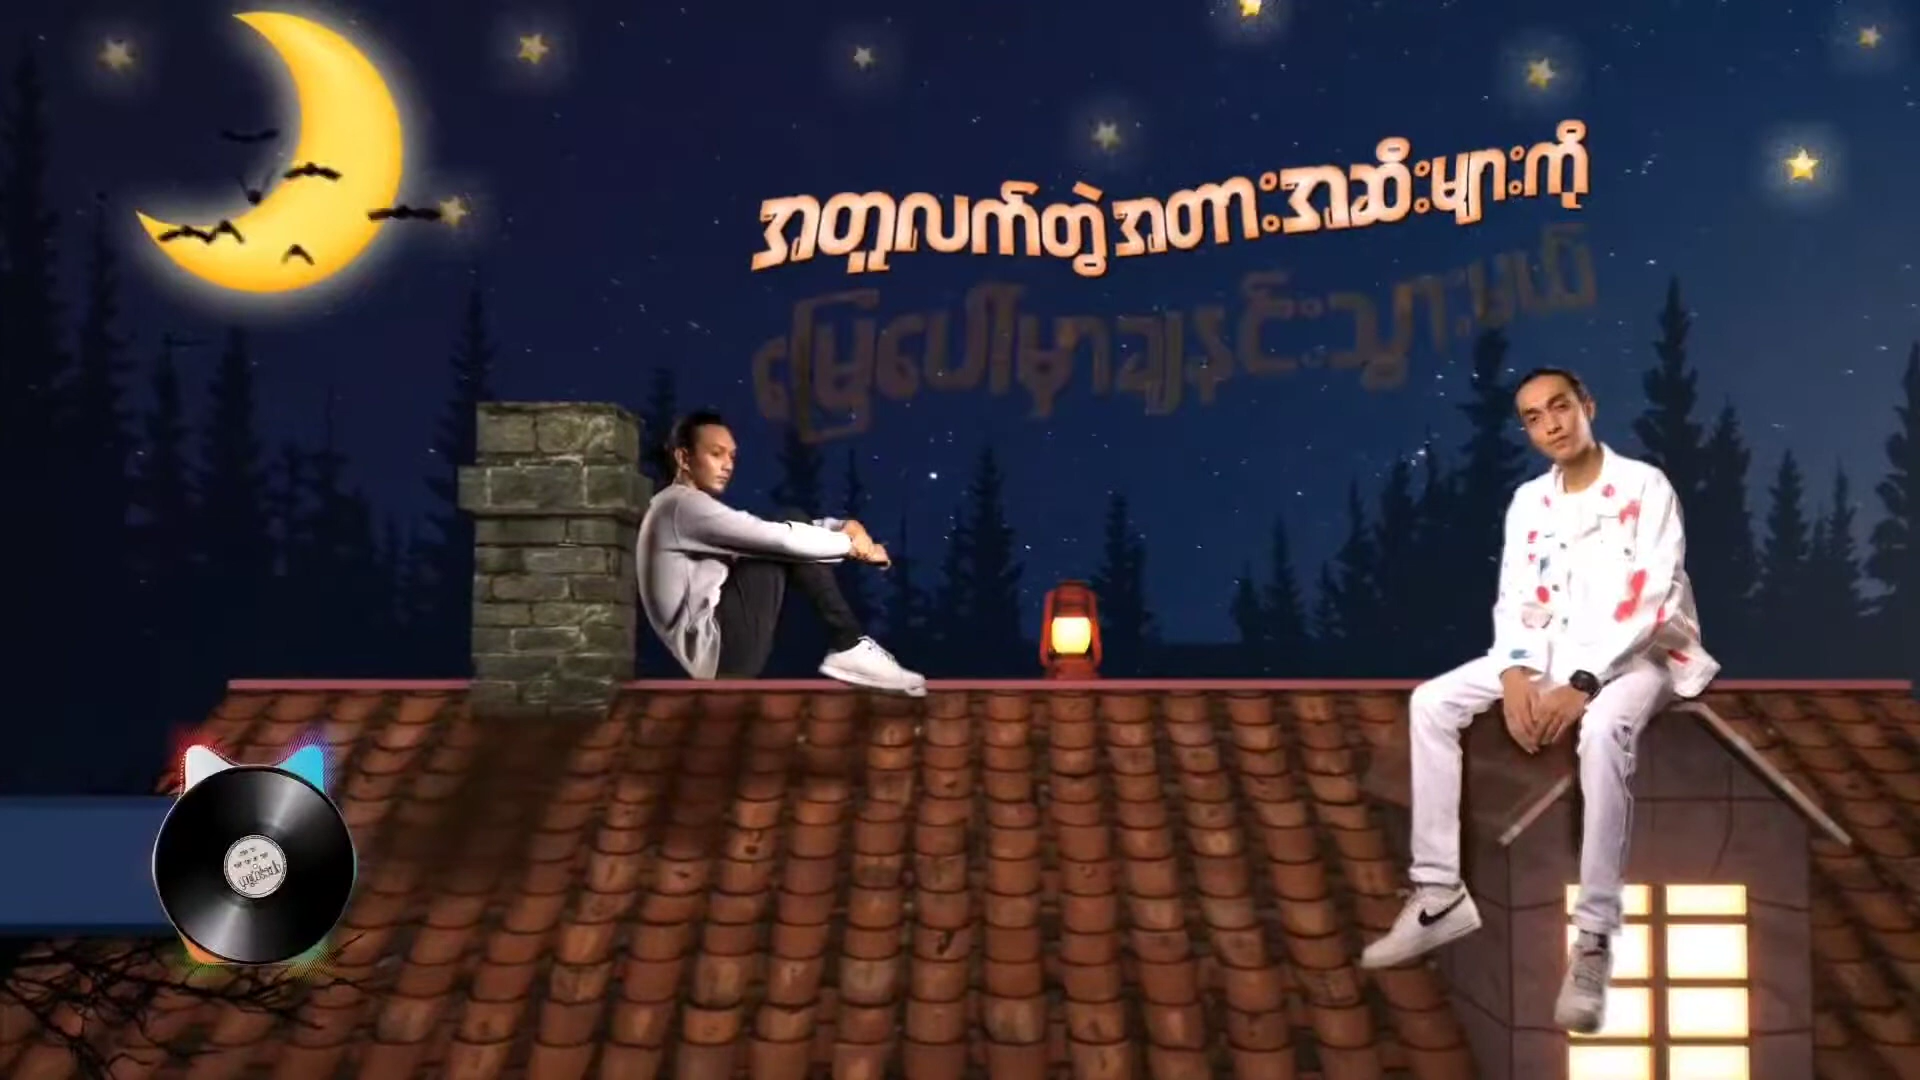 အတူလက်တွဲအတားအဆီးများကို
မြေပေါ်မှာချနင်းသွားမယ်